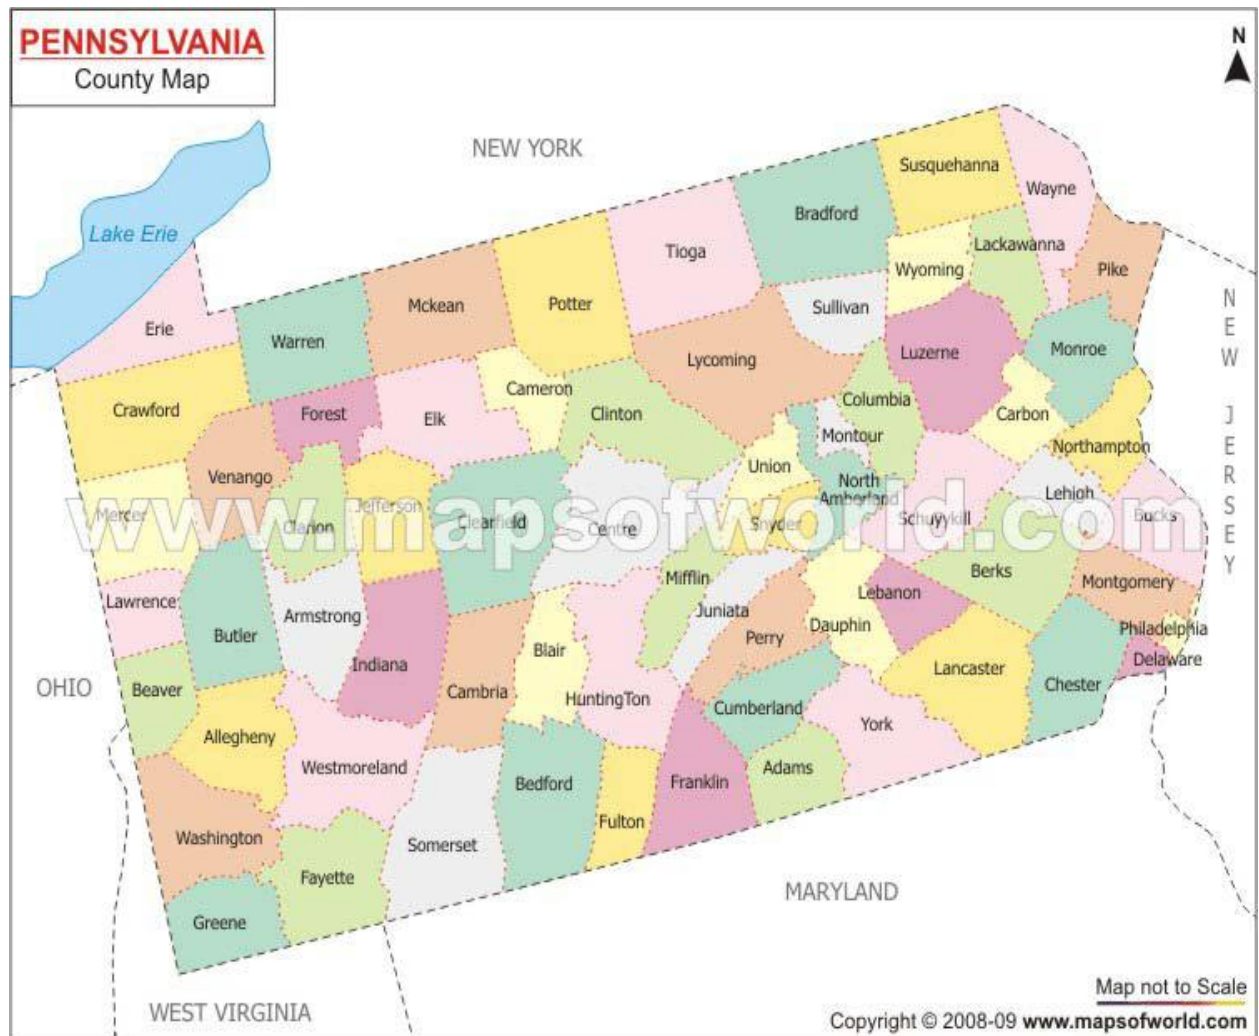 PENNSYLVANIA
County Map
N
NEW YORK
Lake Erie
Susquehanna
Wayne
Bradford
Tioga
Lackawanna
Wyoming
Pike
Mckean
Potter
Sullivan
Erie
Warren
Lycoming
Luzerne
Monroe
NEW JERSEY
Cameron
Crawford
Forest
Elk
Clinton
Columbia
Carbon
Montour
Northampton
Venango
Union
North
Amberland
Lehigh
Mercer
Clarion
Jefferson
Clearfield
Centre
Snyder
Schuylkill
Bucks
www.mapsofworld.com
Berks
Mifflin
Montgomery
Lawrence
Armstrong
Juniata
Lebanon
Butler
Perry
Dauphin
Philadelphia
Blair
Indiana
Delaware
OHIO
Beaver
Cambria
HuntingTon
Lancaster
Chester
Cumberland
York
Allegheny
Westmoreland
Bedford
Franklin
Adams
Washington
Somerset
Fulton
Fayette
MARYLAND
Greene
WEST VIRGINIA
Map not to Scale
Copyright © 2008-09 www.mapsofworld.com